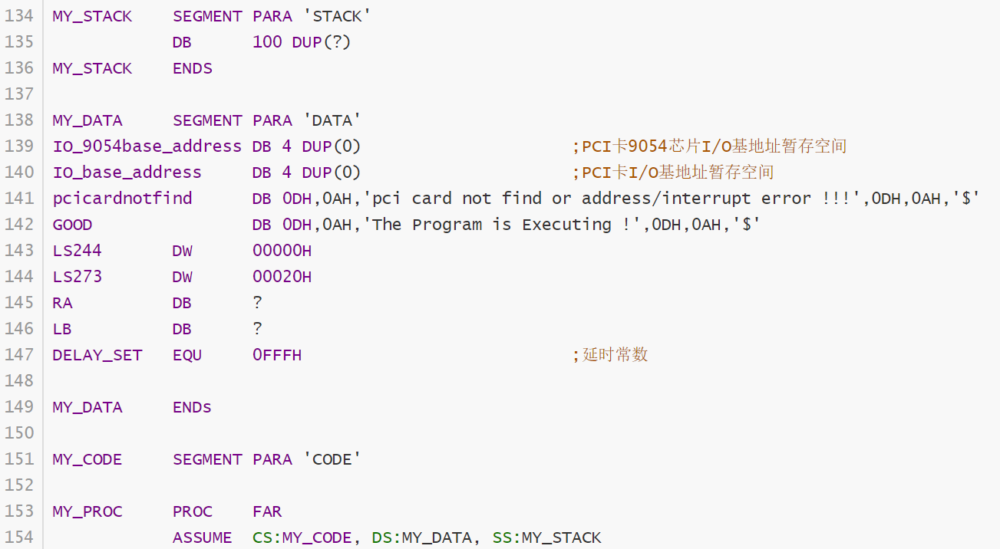 134 MY_STACK SEGMENT PARA 'STACK'
135 DB 100 DUP(?)
136 MY_STACK ENDS
137
138 MY_DATA SEGMENT PARA 'DATA'
139 IO_9054base_address DB 4 DUP(0) ;PCI卡9054芯片I/O基地址暂存空间
140 IO_base_address DB 4 DUP(0) ;PCI卡I/O基地址暂存空间
141 pcicardnotfind DB 0DH,0AH,'pci card not find or address/interrupt error !!!',0DH,0AH,'$'
142 GOOD DB 0DH,0AH,'The Program is Executing !',0DH,0AH,'$'
143 LS244 DW 00000H
144 LS273 DW 00020H
145 RA DB ?
146 LB DB ?
147 DELAY_SET EQU 0FFFH ;延时常数
148
149 MY_DATA ENDs
150
151 MY_CODE SEGMENT PARA 'CODE'
152
153 MY_PROC PROC FAR
154 ASSUME CS:MY_CODE, DS:MY_DATA, SS:MY_STACK